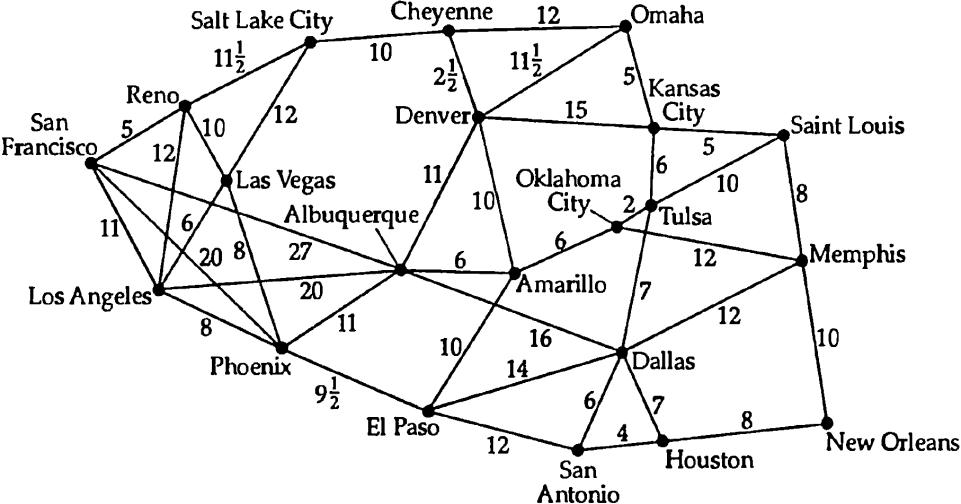 Cheyenne
Omaha
Salt Lake City
12
10
11½
2½
11½
5
Kansas
City
Reno
Denver
15
Saint Louis
San
Francisco
5
10
12
5
12
6
Oklahoma
City
10
8
Las Vegas
11
10
2
Tulsa
Albuquerque
11
6
20
8
27
6
6
12
Memphis
Los Angeles
20
Amarillo
7
8
11
12
10
16
10
Phoenix
14
Dallas
9½
El Paso
6
7
12
4
8
New Orleans
San
Antonio
Houston